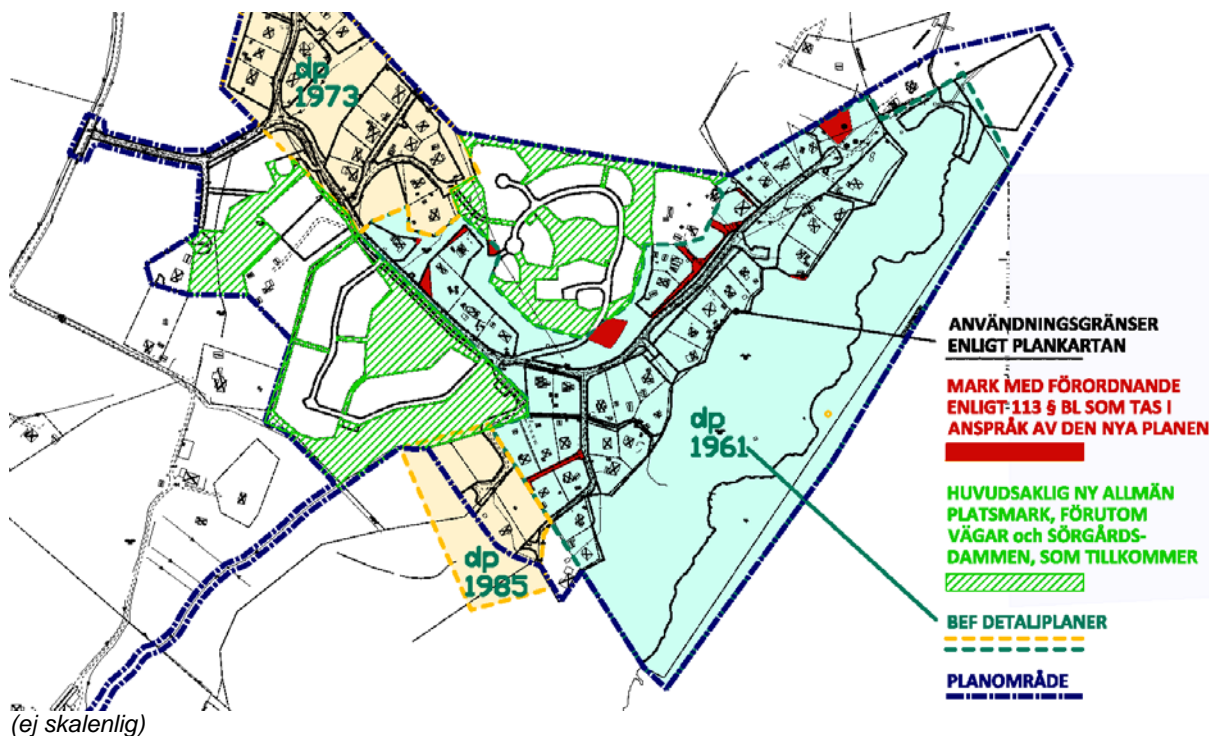 dp
1973
dp
1961
dp
1985
ANVÄNDNINGSGRÄNSER
ENLIGT PLANKARTAN
MARK MED FÖRORDNANDE
ENLIGT 113 § BL SOM TAS I
ANSPRÅK AV DEN NYA PLANEN
HUVUDSAKLIG NY ALLMÄN
PLATSMARK, FÖRUTOM
VÄGAR och SÖRGÅRDS-
DAMMEN, SOM TILLKOMMER
BEF DETALJPLANER
PLANOMRÅDE
(ej skalenlig)